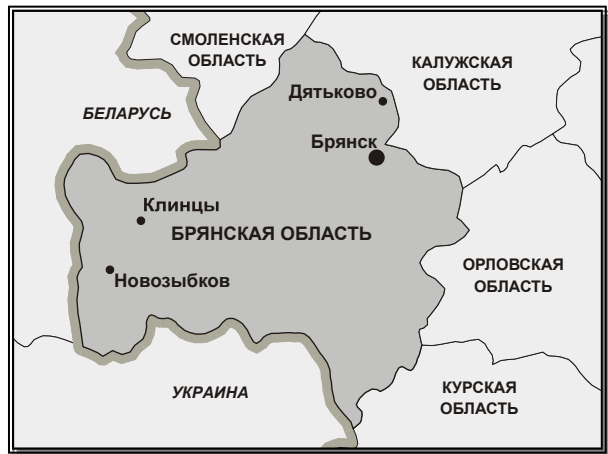 СМОЛЕНСКАЯ
ОБЛАСТЬ
КАЛУЖСКАЯ
ОБЛАСТЬ
Дятьково
БЕЛАРУСЬ
Брянск
Клинцы
БРЯНСКАЯ ОБЛАСТЬ
Новозыбков
ОРЛОВСКАЯ
ОБЛАСТЬ
УКРАИНА
КУРСКАЯ
ОБЛАСТЬ